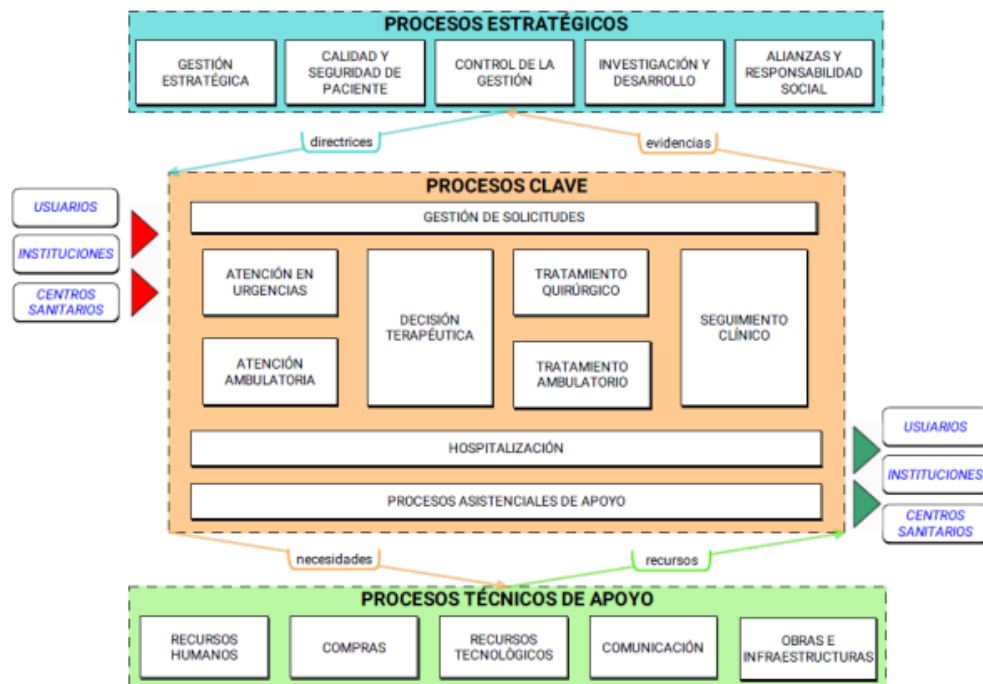 PROCESOS ESTRATÉGICOS
GESTIÓN
ESTRATÉGICA
CALIDAD Y
SEGURIDAD DE
PACIENTE
CONTROL DE LA
GESTIÓN
INVESTIGACIÓN Y
DESARROLLO
ALIANZAS Y
RESPONSABILIDAD
SOCIAL
directrices
evidencias
USUARIOS
INSTITUCIONES
CENTROS
SANITARIOS
PROCESOS CLAVE
GESTIÓN DE SOLICITUDES
ATENCIÓN EN
URGENCIAS
ATENCIÓN
AMBULATORIA
DECISIÓN
TERAPÉUTICA
TRATAMIENTO
QUIRÚRGICO
TRATAMIENTO
AMBULATORIO
SEGUIMIENTO
CLÍNICO
HOSPITALIZACIÓN
PROCESOS ASISTENCIALES DE APOYO
USUARIOS
INSTITUCIONES
CENTROS
SANITARIOS
necesidades
recursos
PROCESOS TÉCNICOS DE APOYO
RECURSOS
HUMANOS
COMPRAS
RECURSOS
TECNOLÒGICOS
COMUNICACIÓN
OBRAS E
INFRAESTRUCTURAS